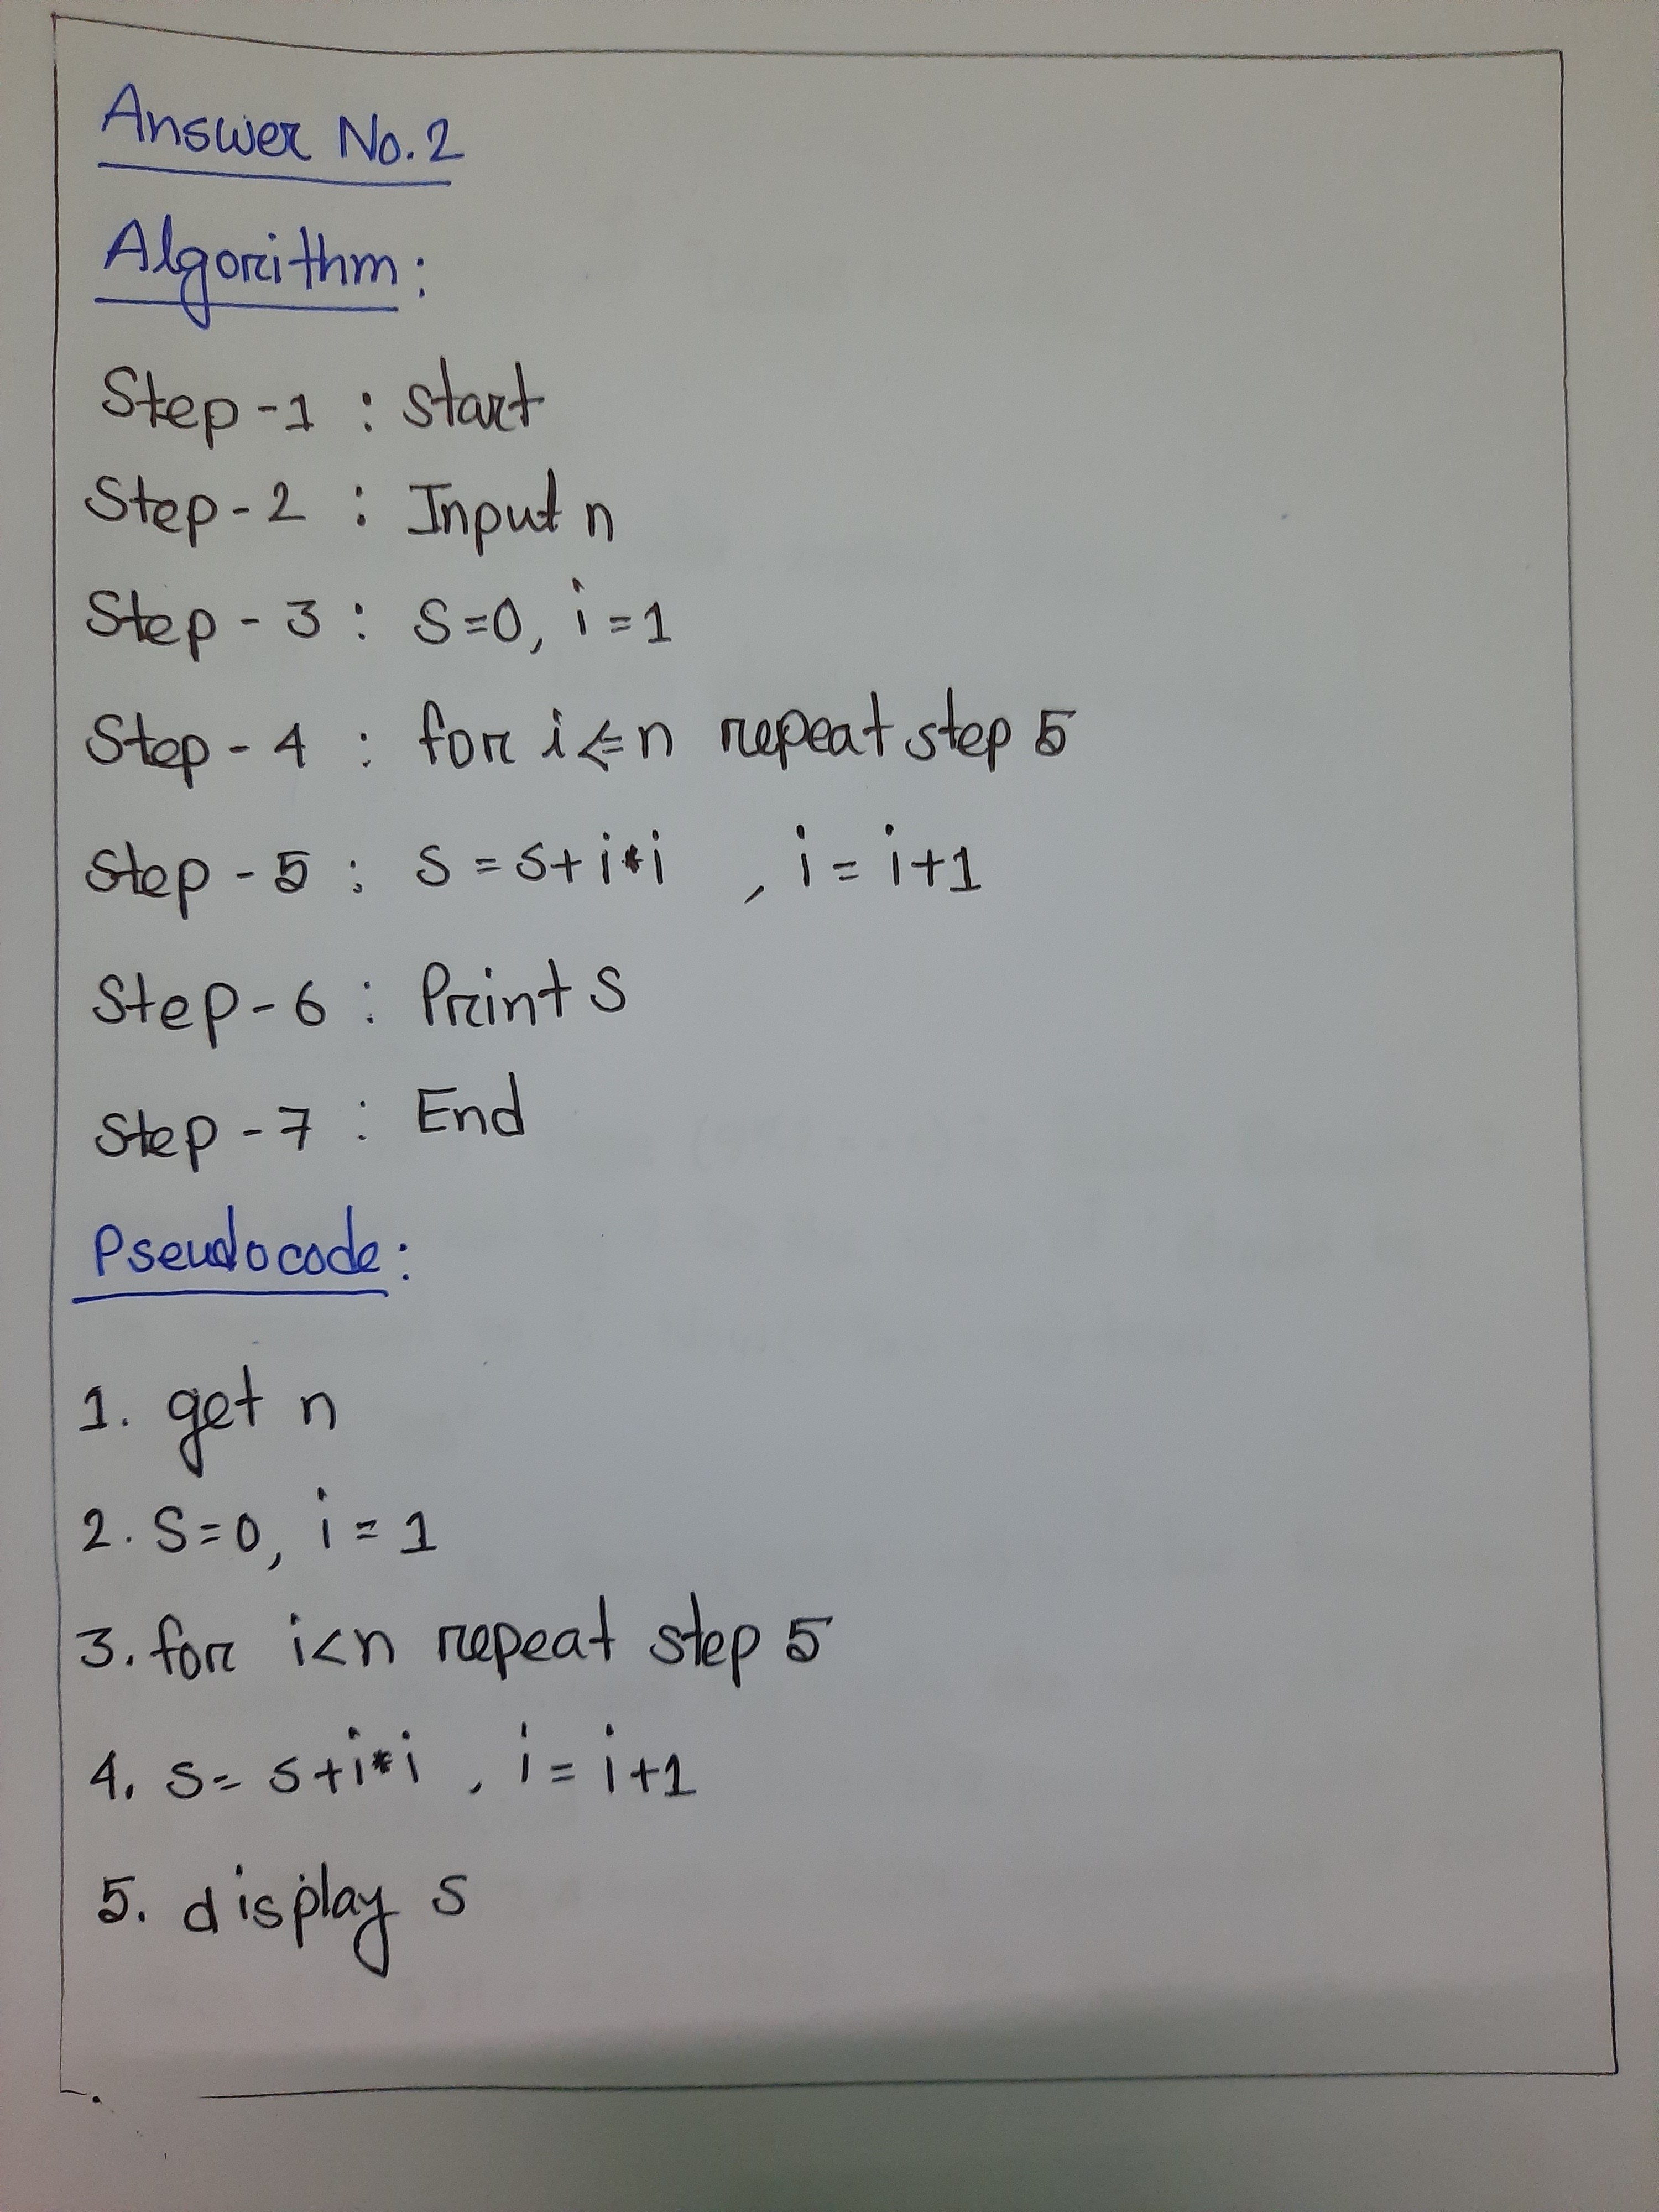 Answer No.2
Algorithm:
Step-1 : Start
Step-2 : Input n
Step-3 : S=0, i=1
Step-4 : for i<=n repeat step 5
Step-5 : S=S+i*i , i=i+1
Step-6 : Print S
Step-7 : End
Pseudocode:
1. get n
2. S=0, i=1
3. for i<n repeat step 5
4. S=S+i*i , i=i+1
5. display S